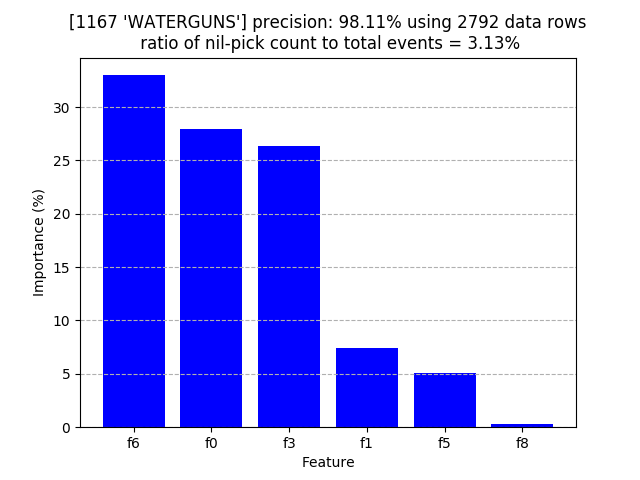 [1167 'WATERGUNS'] precision: 98.11% using 2792 data rows
ratio of nil-pick count to total events = 3.13%
Importance (%)
30
25
20
15
10
5
0
f6 f0 f3 f1 f5 f8
Feature